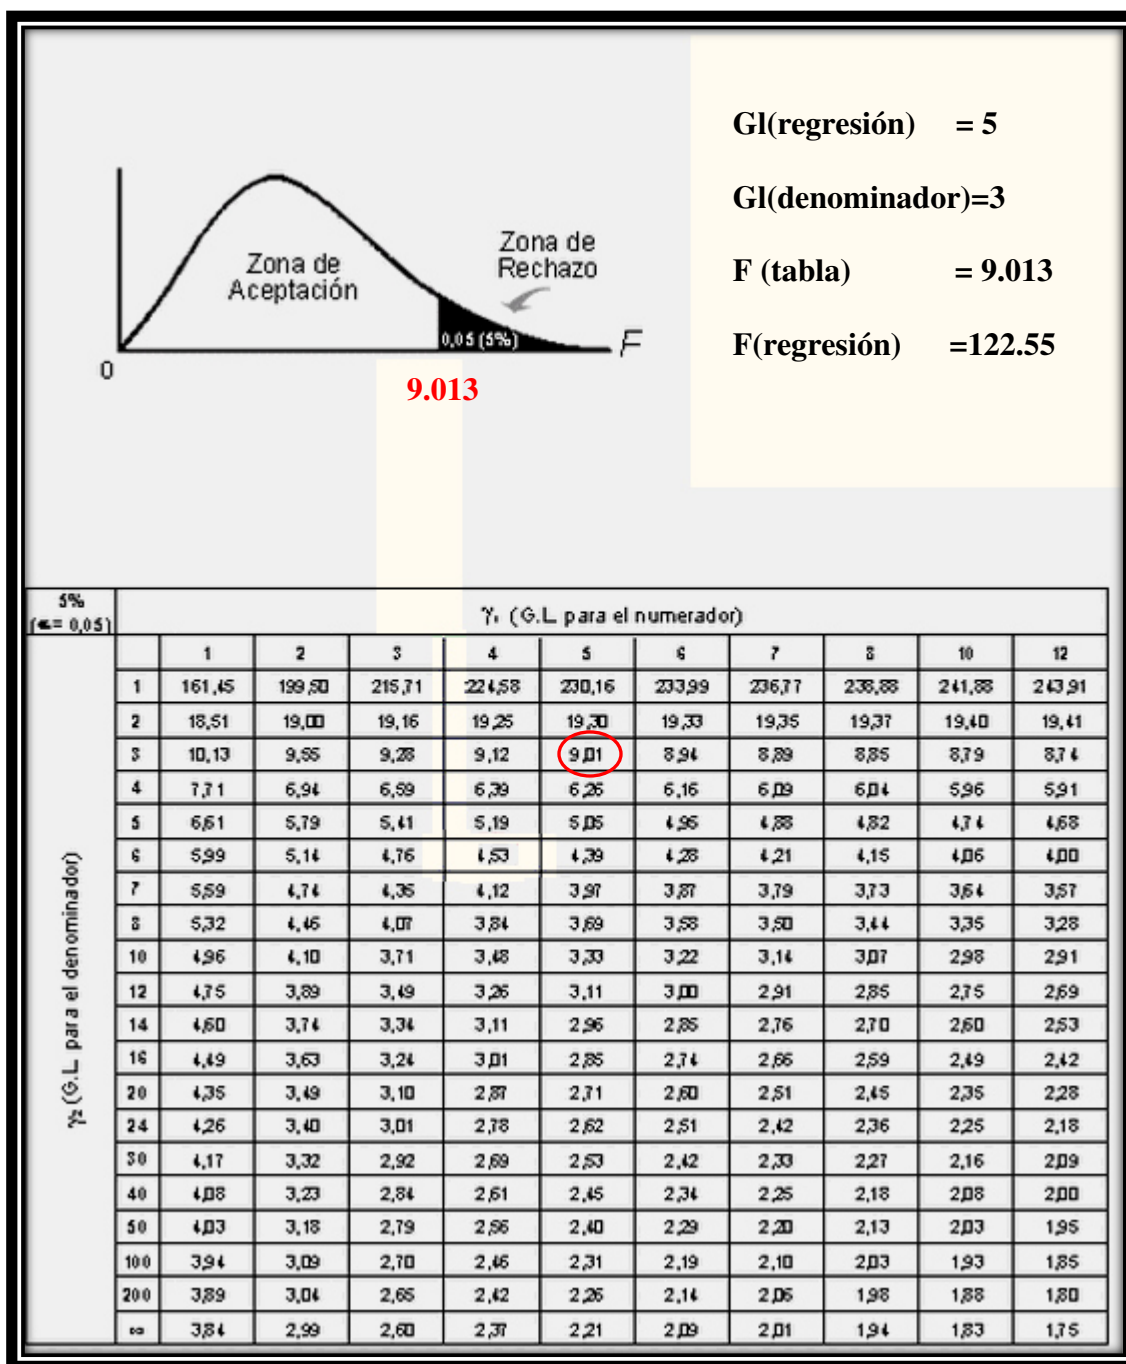 Gl(regresión) = 5
Gl(denominador)=3
F (tabla) = 9.013
F(regresión) =122.55
Zona de
Aceptación
Zona de
Rechazo
0,05 (5%)
F
0
9.013
5%
(α= 0,05)
γ₁ (G.L. para el numerador)
γ₂ (G.L. para el denominador)
1 2 3 4 5 6 7 8 10 12
1 161,45 199,50 215,71 224,58 230,16 233,99 236,77 238,88 241,88 243,91
2 18,51 19,00 19,16 19,25 19,30 19,33 19,35 19,37 19,40 19,41
3 10,13 9,55 9,28 9,12 9,01 8,94 8,89 8,85 8,79 8,74
4 7,71 6,94 6,59 6,39 6,26 6,16 6,09 6,04 5,96 5,91
5 6,61 5,79 5,41 5,19 5,05 4,95 4,88 4,82 4,74 4,68
6 5,99 5,14 4,76 4,53 4,39 4,28 4,21 4,15 4,06 4,00
7 5,59 4,74 4,35 4,12 3,97 3,87 3,79 3,73 3,64 3,57
8 5,32 4,46 4,07 3,84 3,69 3,58 3,50 3,44 3,35 3,28
10 4,96 4,10 3,71 3,48 3,33 3,22 3,14 3,07 2,98 2,91
12 4,75 3,89 3,49 3,26 3,11 3,00 2,91 2,85 2,75 2,69
14 4,60 3,74 3,34 3,11 2,96 2,85 2,76 2,70 2,60 2,53
16 4,49 3,63 3,24 3,01 2,85 2,74 2,66 2,59 2,49 2,42
20 4,35 3,49 3,10 2,87 2,71 2,60 2,51 2,45 2,35 2,28
24 4,26 3,40 3,01 2,78 2,62 2,51 2,42 2,36 2,25 2,18
30 4,17 3,32 2,92 2,69 2,53 2,42 2,33 2,27 2,16 2,09
40 4,08 3,23 2,84 2,61 2,45 2,34 2,25 2,18 2,08 2,00
50 4,03 3,18 2,79 2,56 2,40 2,29 2,20 2,13 2,03 1,95
100 3,94 3,09 2,70 2,46 2,31 2,19 2,10 2,03 1,93 1,85
200 3,89 3,04 2,65 2,42 2,26 2,14 2,06 1,98 1,88 1,80
∞ 3,84 2,99 2,60 2,37 2,21 2,09 2,01 1,94 1,83 1,75